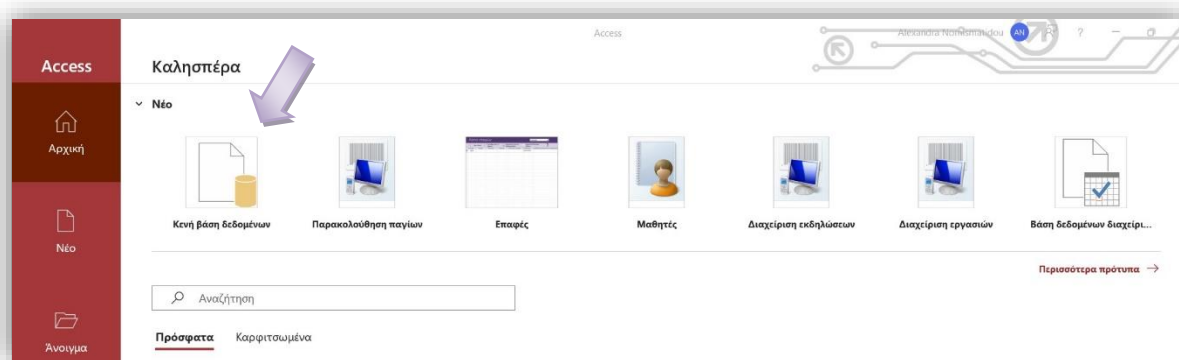 Access
Alexandra Nomismatidou AN ?
Access
Καλησπέρα
Νέο
Αρχική
Κενή βάση δεδομένων
Παρακολούθηση παγίων
Επαφές
Μαθητές
Διαχείριση εκδηλώσεων
Διαχείριση εργασιών
Βάση δεδομένων διαχείρι...
Νέο
Περισσότερα πρότυπα
Αναζήτηση
Πρόσφατα
Καρφιτσωμένα
Άνοιγμα